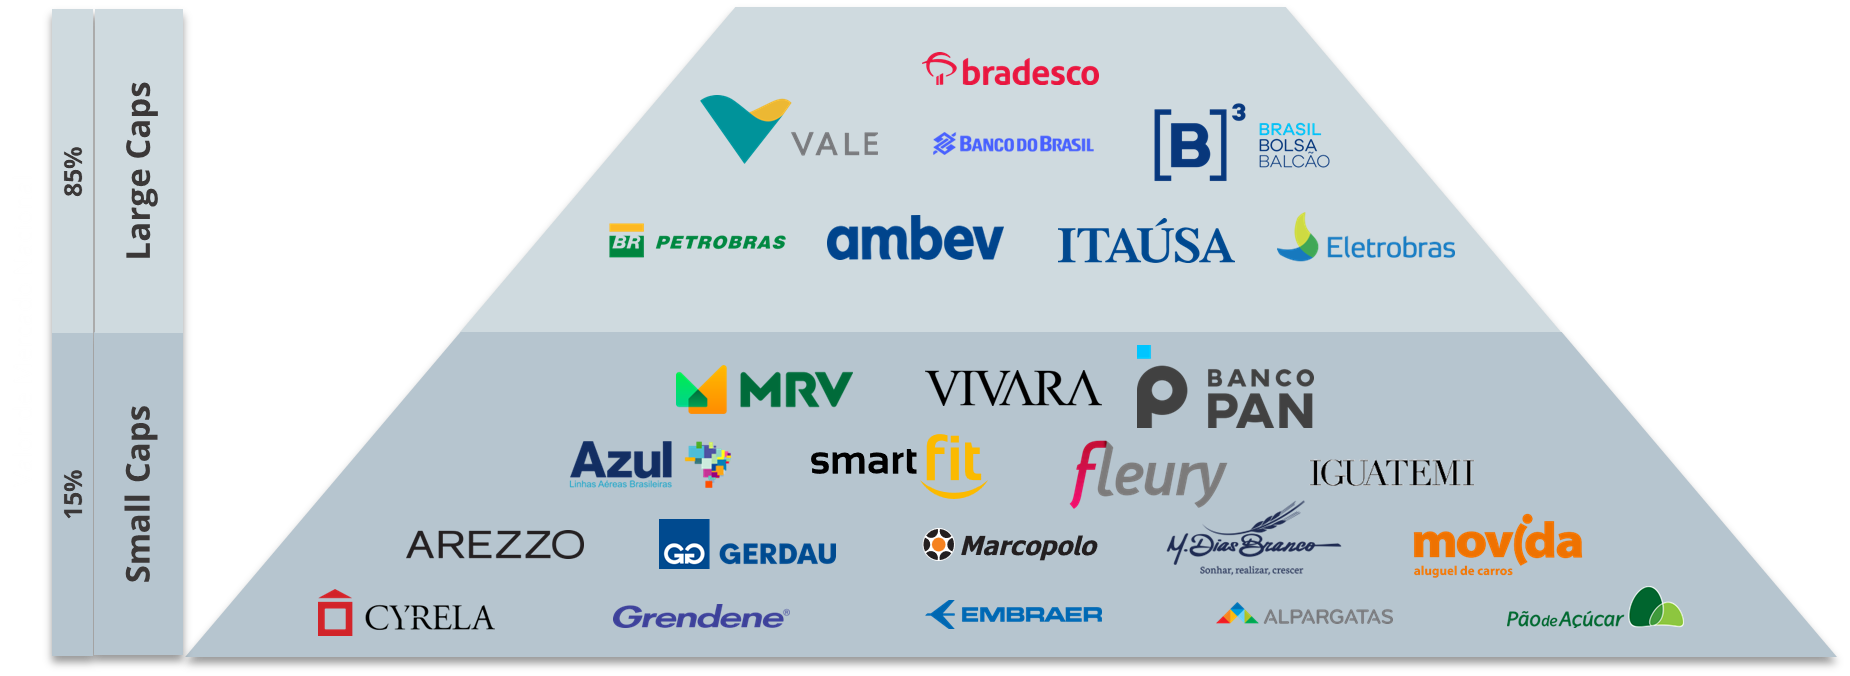 85%
Large Caps
bradesco
VALE
BANCO DO BRASIL
[B]³
BRASIL
BOLSA
BALCÃO
BR PETROBRAS
ambev
ITAÚSA
Eletrobras
15%
Small Caps
MRV
VIVARA
BANCO
PAN
Azul
Linhas Aéreas Brasileiras
smart fit
fleury
IGUATEMI
AREZZO
GG GERDAU
Marcopolo
M. Dias Branco
Sonhar, realizar, crescer
movida
aluguel de carros
CYRELA
Grendene®
EMBRAER
ALPARGATAS
Pão de Açúcar